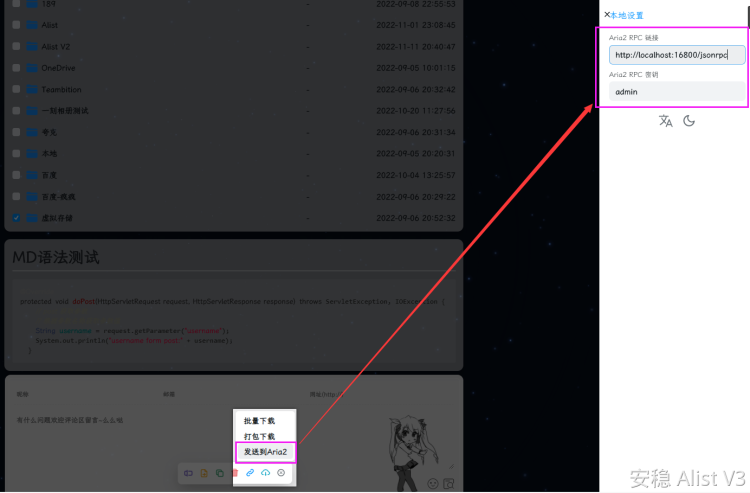 189
-
2022-09-08 22:55:53
Alist
-
2022-11-01 23:08:45
Alist V2
-
2022-11-11 20:40:47
OneDrive
-
2022-09-05 10:01:15
Teambition
-
2022-09-06 20:32:42
一刻相册测试
-
2022-10-20 11:27:56
夸克
-
2022-09-06 20:31:34
本地
-
2022-09-05 20:20:31
百度
-
2022-10-04 13:25:57
百度-疯疯
-
2022-09-06 20:29:22
虚拟存储
-
2022-09-06 20:52:32
MD语法测试
protected void doPost(HttpServletRequest request, HttpServletResponse response) throws ServletException, IOException {
String username = request.getParameter("username");
System.out.println("username from post " + username);
}
昵称
邮箱
网址(http://)
有什么问题欢迎评论区留言~么么哒
批量下载
打包下载
发送到Aria2
本地设置
Aria2 RPC 链接
http://localhost:16800/jsonrpc
Aria2 RPC 密钥
admin
安稳 Alist V3